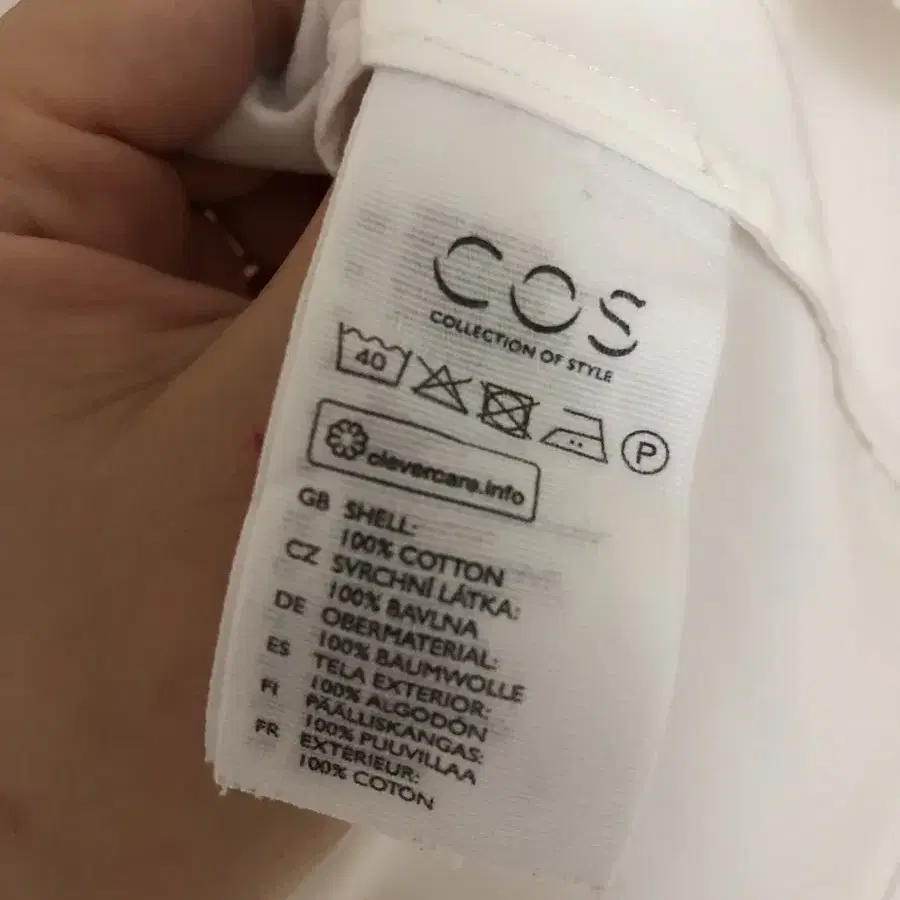 COS
COLLECTION OF STYLE
40 P
clevercare.info
GB SHELL:
100% COTTON
CZ SVRCHNÍ LÁTKA:
100% BAVLNA
DE OBERMATERIAL:
100% BAUMWOLLE
ES TELA EXTERIOR:
100% ALGODÓN
FI PÄÄLLISKANGAS:
100% PUUVILLAA
FR EXTÉRIEUR:
100% COTON